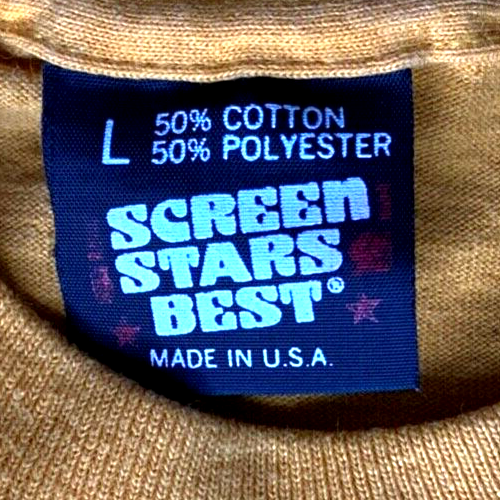 L 50% COTTON
50% POLYESTER
SCREEN
STARS
BEST®
MADE IN U.S.A.